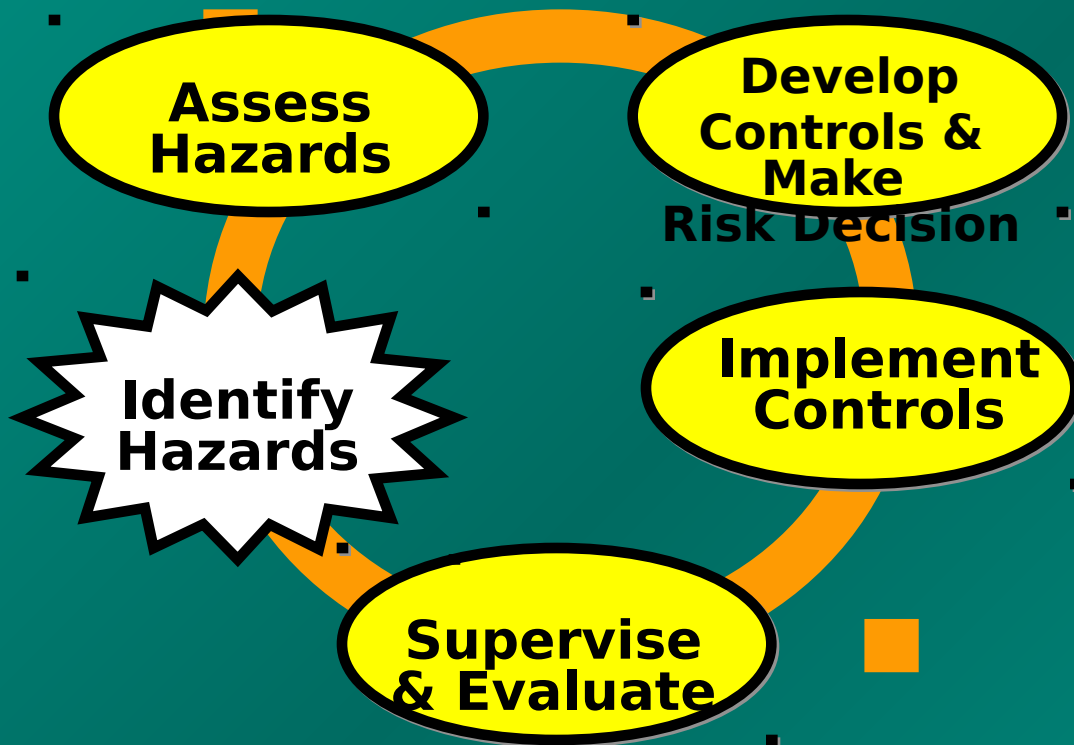 Assess
Hazards
Develop
Controls &
Make
Risk Decision
Identify
Hazards
Implement
Controls
Supervise
& Evaluate